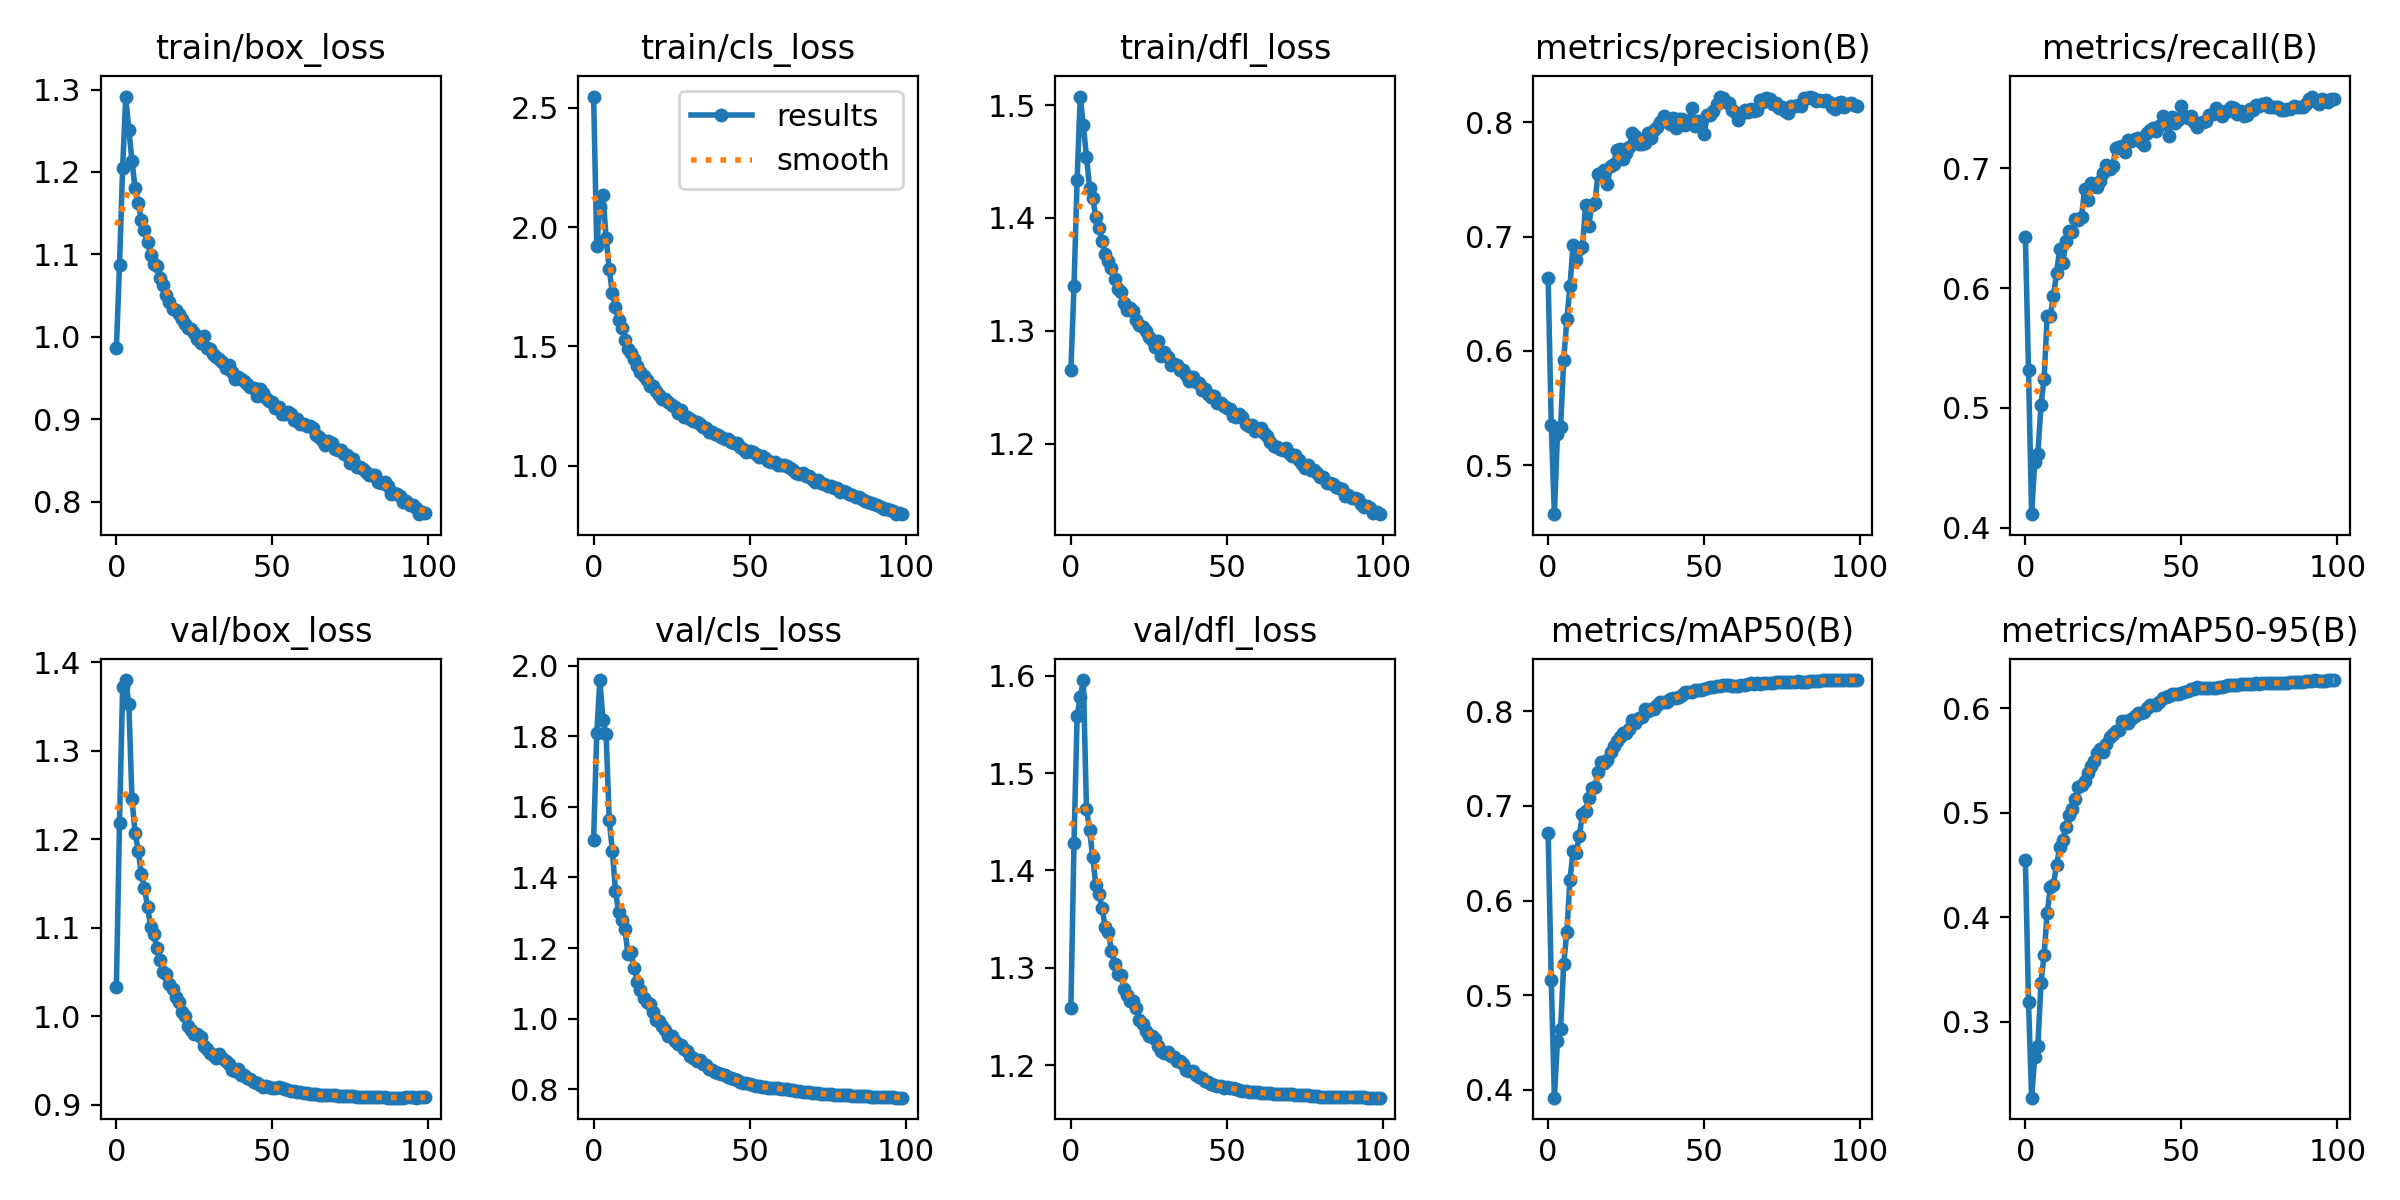 train/box_loss
1.3
1.2
1.1
1.0
0.9
0.8
0 50 100
train/cls_loss
results
smooth
2.5
2.0
1.5
1.0
0 50 100
train/dfl_loss
1.5
1.4
1.3
1.2
0 50 100
metrics/precision(B)
0.8
0.7
0.6
0.5
0 50 100
metrics/recall(B)
0.7
0.6
0.5
0.4
0 50 100
val/box_loss
1.4
1.3
1.2
1.1
1.0
0.9
0 50 100
val/cls_loss
2.0
1.8
1.6
1.4
1.2
1.0
0.8
0 50 100
val/dfl_loss
1.6
1.5
1.4
1.3
1.2
0 50 100
metrics/mAP50(B)
0.8
0.7
0.6
0.5
0.4
0 50 100
metrics/mAP50-95(B)
0.6
0.5
0.4
0.3
0 50 100